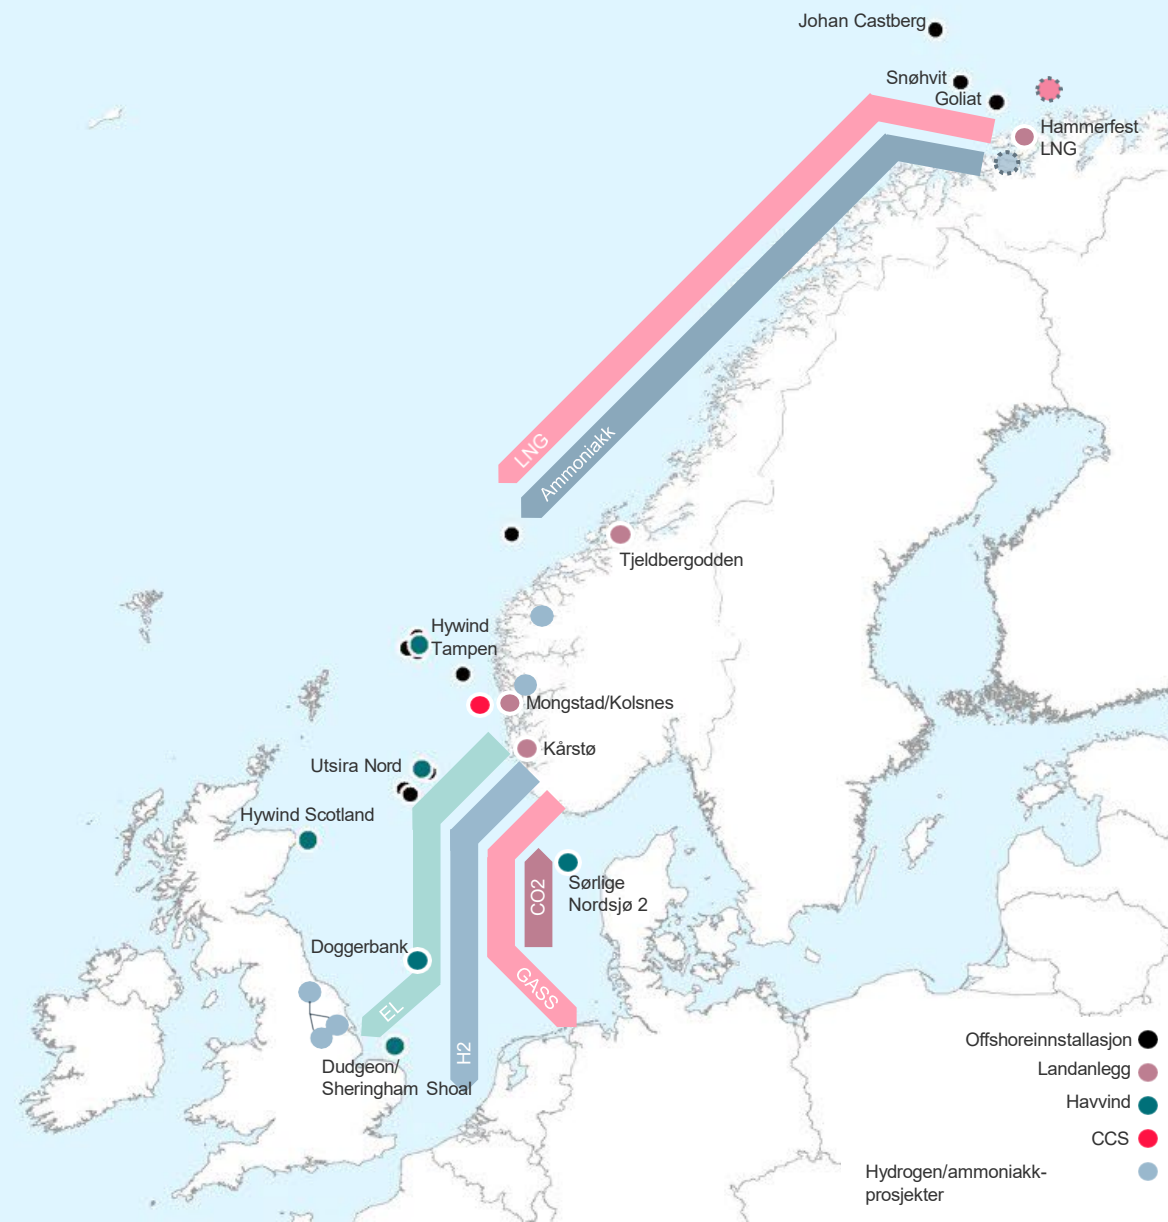 Johan Castberg
Snøhvit
Goliat
Hammerfest
LNG
LNG
Ammoniakk
Tjeldbergodden
Hywind
Tampen
Mongstad/Kolsnes
Kårstø
Utsira Nord
Hywind Scotland
Sørlige
Nordsjø 2
CO2
Doggerbank
GASS
EL
H2
Dudgeon/
Sheringham Shoal
Offshoreinnstallasjon
Landanlegg
Havvind
CCS
Hydrogen/ammoniakk-
prosjekter